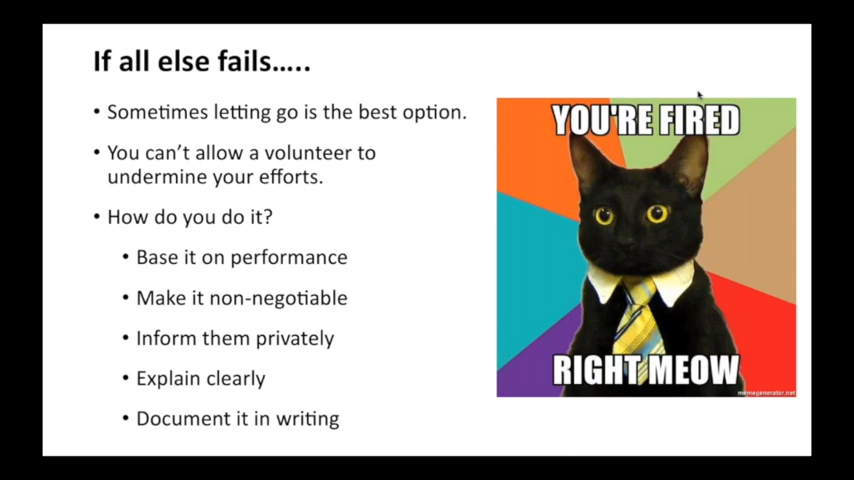 If all else fails.....
• Sometimes letting go is the best option.
• You can't allow a volunteer to
undermine your efforts.
• How do you do it?
• Base it on performance
• Make it non-negotiable
• Inform them privately
• Explain clearly
• Document it in writing
YOU'RE FIRED
RIGHT MEOW
memegenerator.net